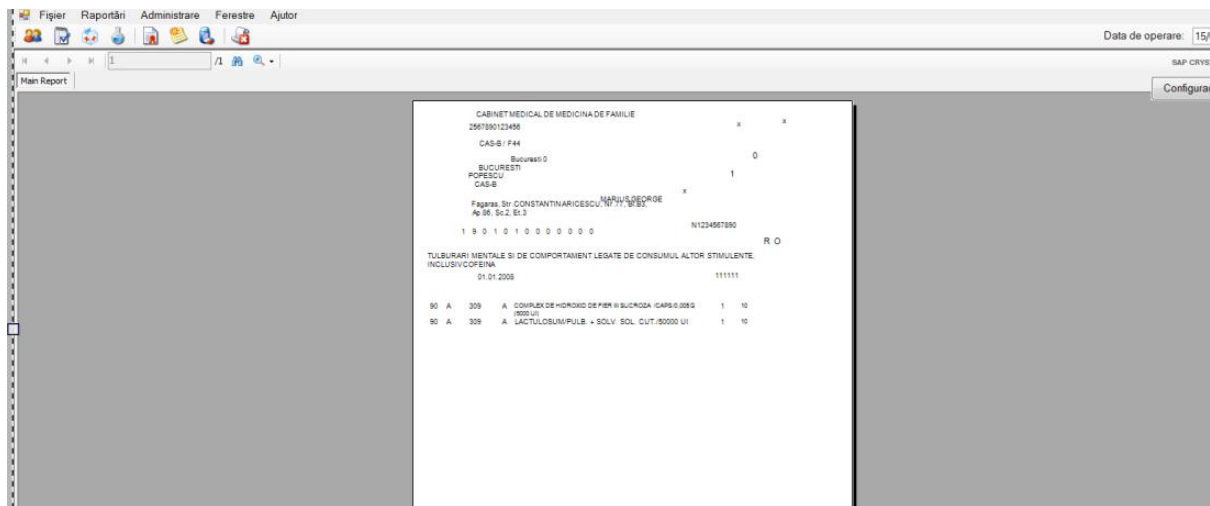 Fișier Raportări Administrare Ferestre Ajutor
Data de operare: 15/
1 /1
SAP CRYS
Main Report
Configurar
CABINET MEDICAL DE MEDICINA DE FAMILIE
2567890123456 x x
CAS-B / F44
Bucuresti 0 0
BUCURESTI
POPESCU 1
CAS-B
MARIUS GEORGE x
Fagaras, Str.CONSTANTIN ARICESCU, Nr.77, Bl.B3,
Ap.86, Sc.2, Et.3
N1234567890
1 9 0 1 0 1 0 0 0 0 0 0 0
R O
TULBURARI MENTALE SI DE COMPORTAMENT LEGATE DE CONSUMUL ALTOR STIMULENTE,
INCLUSIVCOFEINA
01.01.2008 111111
90 A 309 A COMPLEX DE HIDROXID DE FIER III SUCROZA /CAPS/0,005G 1 10
(5000 UI)
90 A 309 A LACTULOSUM/PULB. + SOLV. SOL. CUT./50000 UI 1 10